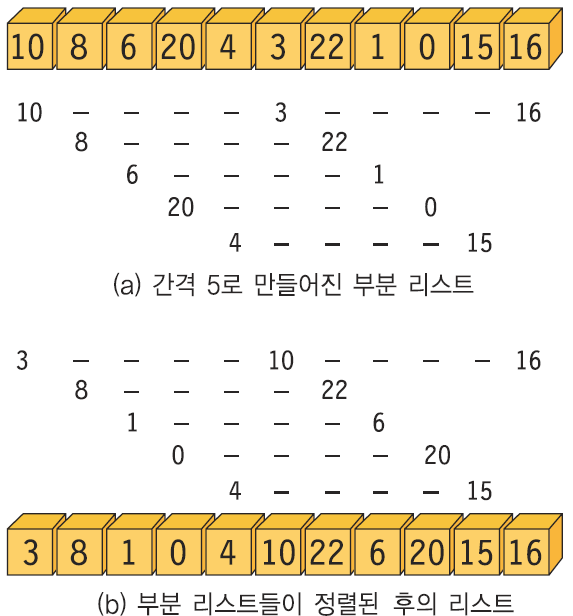 10 8 6 20 4 3 22 1 0 15 16
10 – – – – 3 – – – – 16
8 – – – – 22
6 – – – – 1
20 – – – – 0
4 – – – – 15
(a) 간격 5로 만들어진 부분 리스트
3 – – – – 10 – – – – 16
8 – – – – 22
1 – – – – 6
0 – – – – 20
4 – – – – 15
3 8 1 0 4 10 22 6 20 15 16
(b) 부분 리스트들이 정렬된 후의 리스트